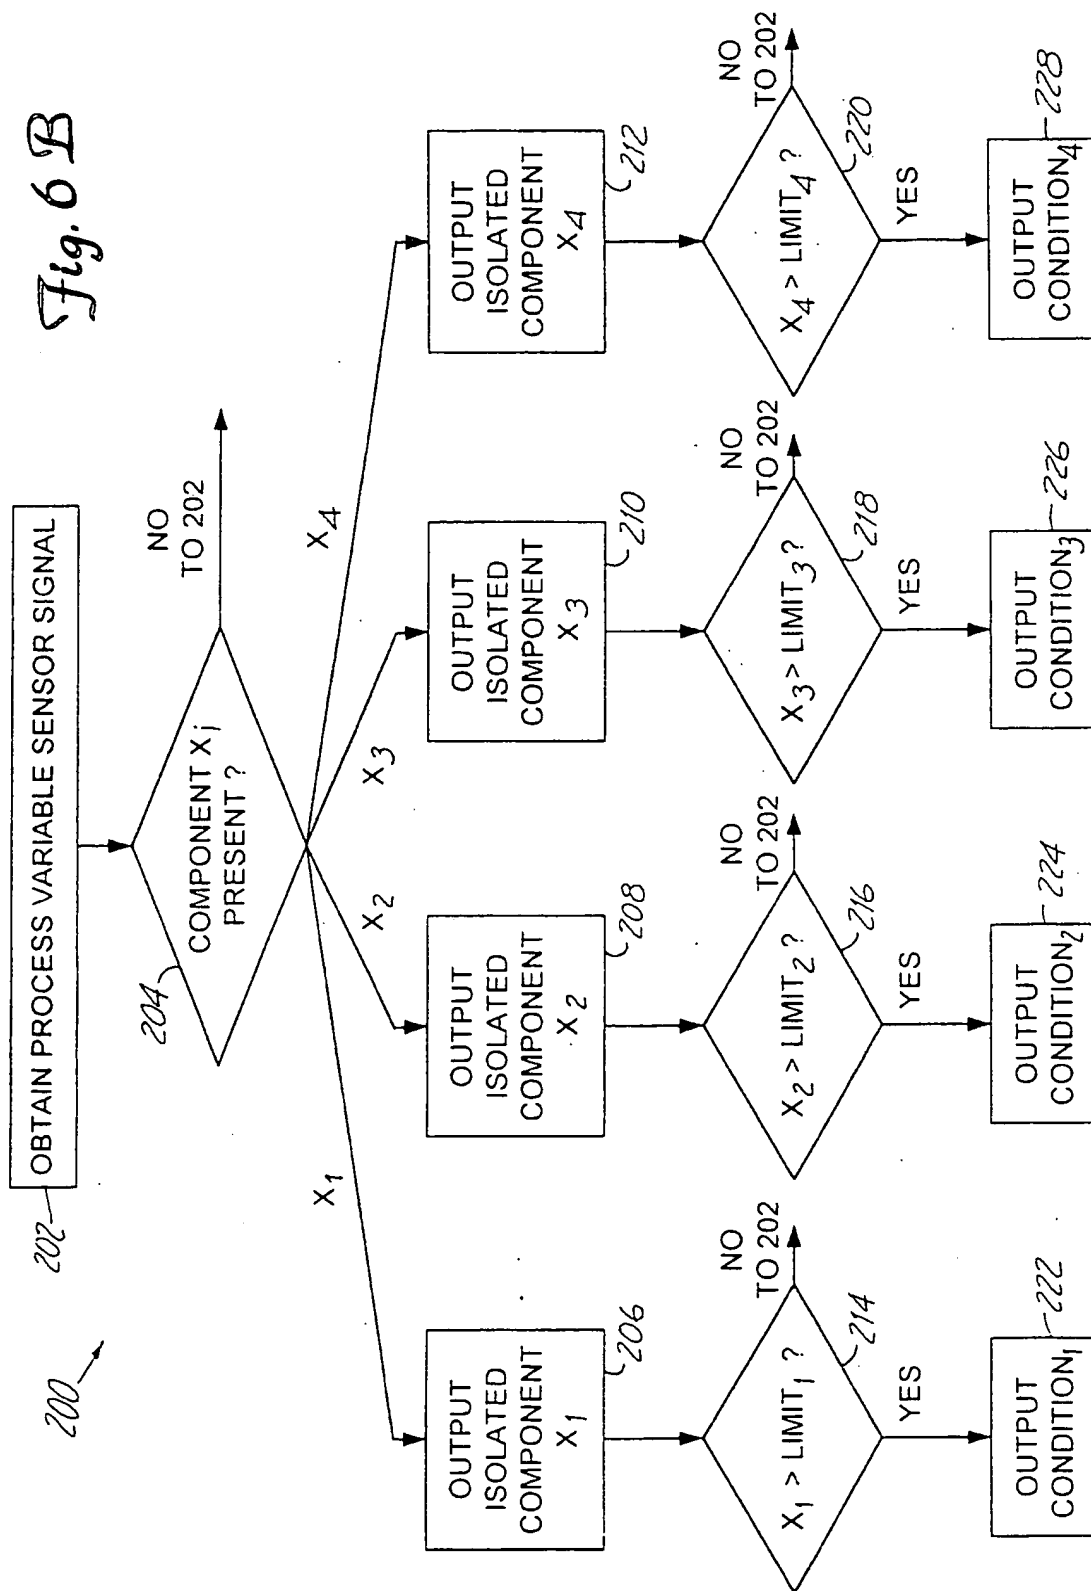 Fig. 6B
200
202
OBTAIN PROCESS VARIABLE SENSOR SIGNAL
204
COMPONENT Xj
PRESENT ?
NO
TO 202
X1
X2
X3
X4
OUTPUT
ISOLATED
COMPONENT
X1
206
OUTPUT
ISOLATED
COMPONENT
X2
208
OUTPUT
ISOLATED
COMPONENT
X3
210
OUTPUT
ISOLATED
COMPONENT
X4
212
X1 > LIMIT1 ?
NO
TO 202
214
YES
X2 > LIMIT2 ?
NO
TO 202
216
YES
X3 > LIMIT3 ?
NO
TO 202
218
YES
X4 > LIMIT4 ?
NO
TO 202
220
YES
OUTPUT
CONDITION1
222
OUTPUT
CONDITION2
224
OUTPUT
CONDITION3
226
OUTPUT
CONDITION4
228